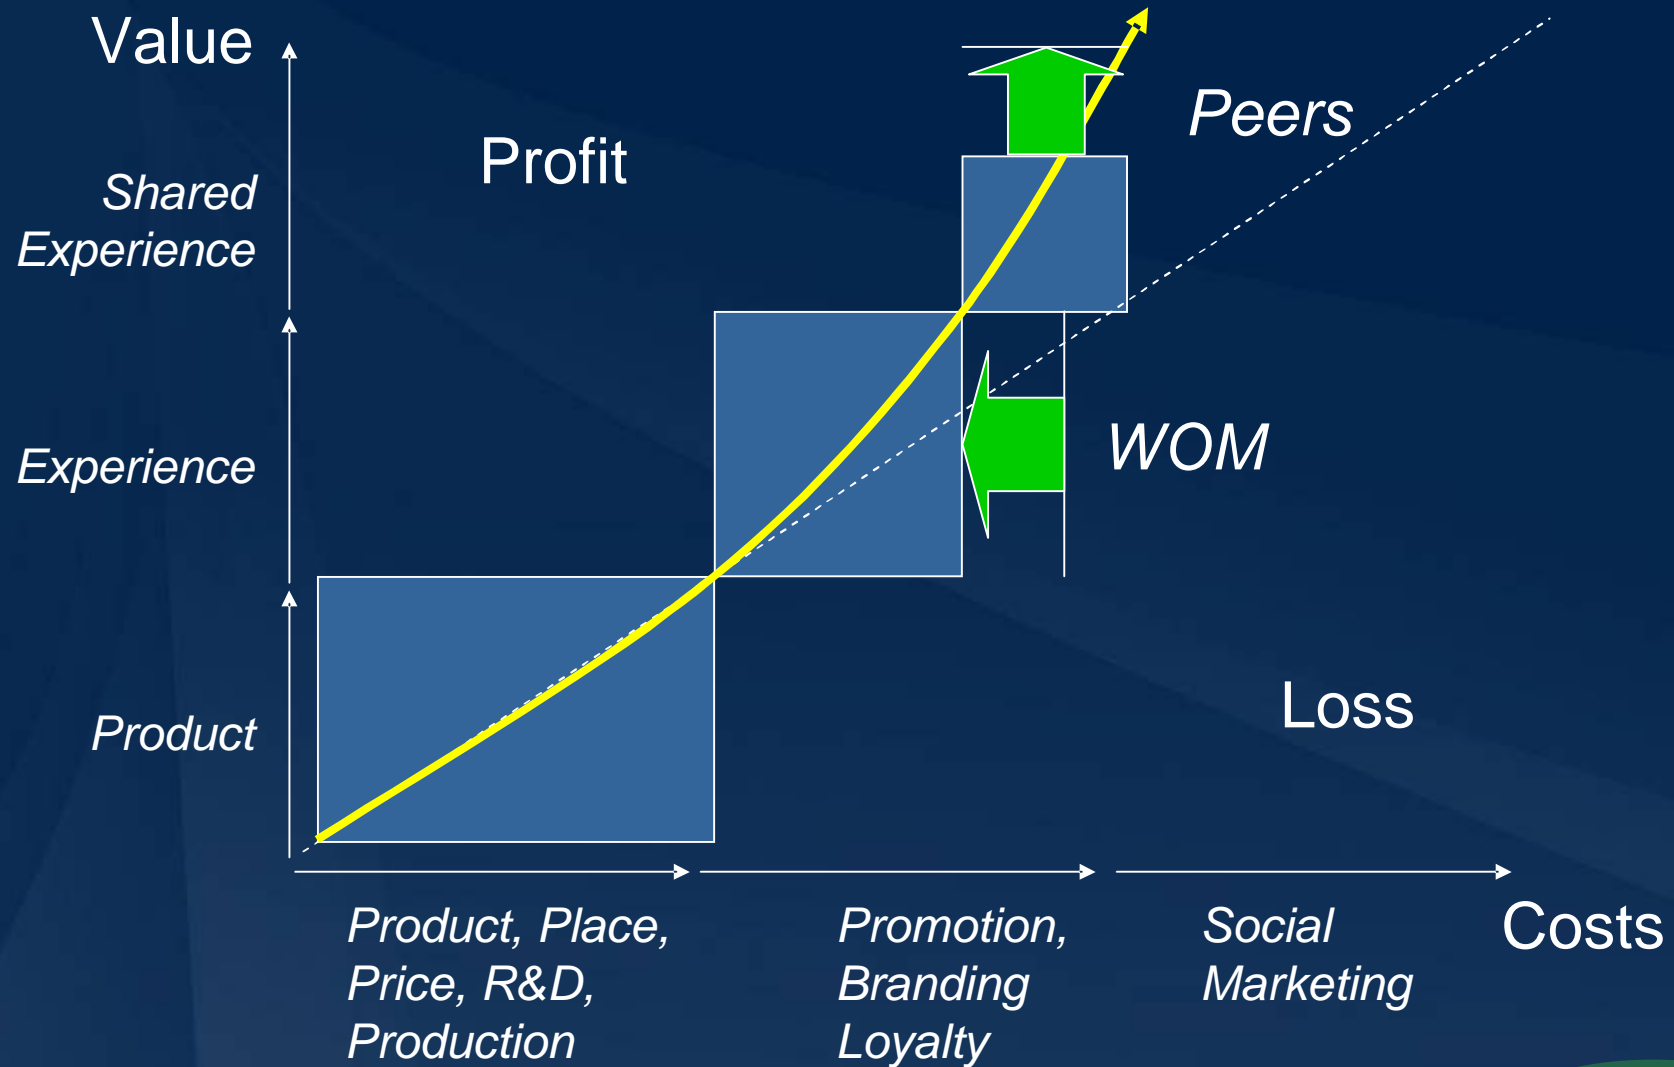 Value
Profit
Peers
Shared
Experience
Experience
WOM
Product
Loss
Product, Place,
Price, R&D,
Production
Promotion,
Branding
Loyalty
Social
Marketing
Costs